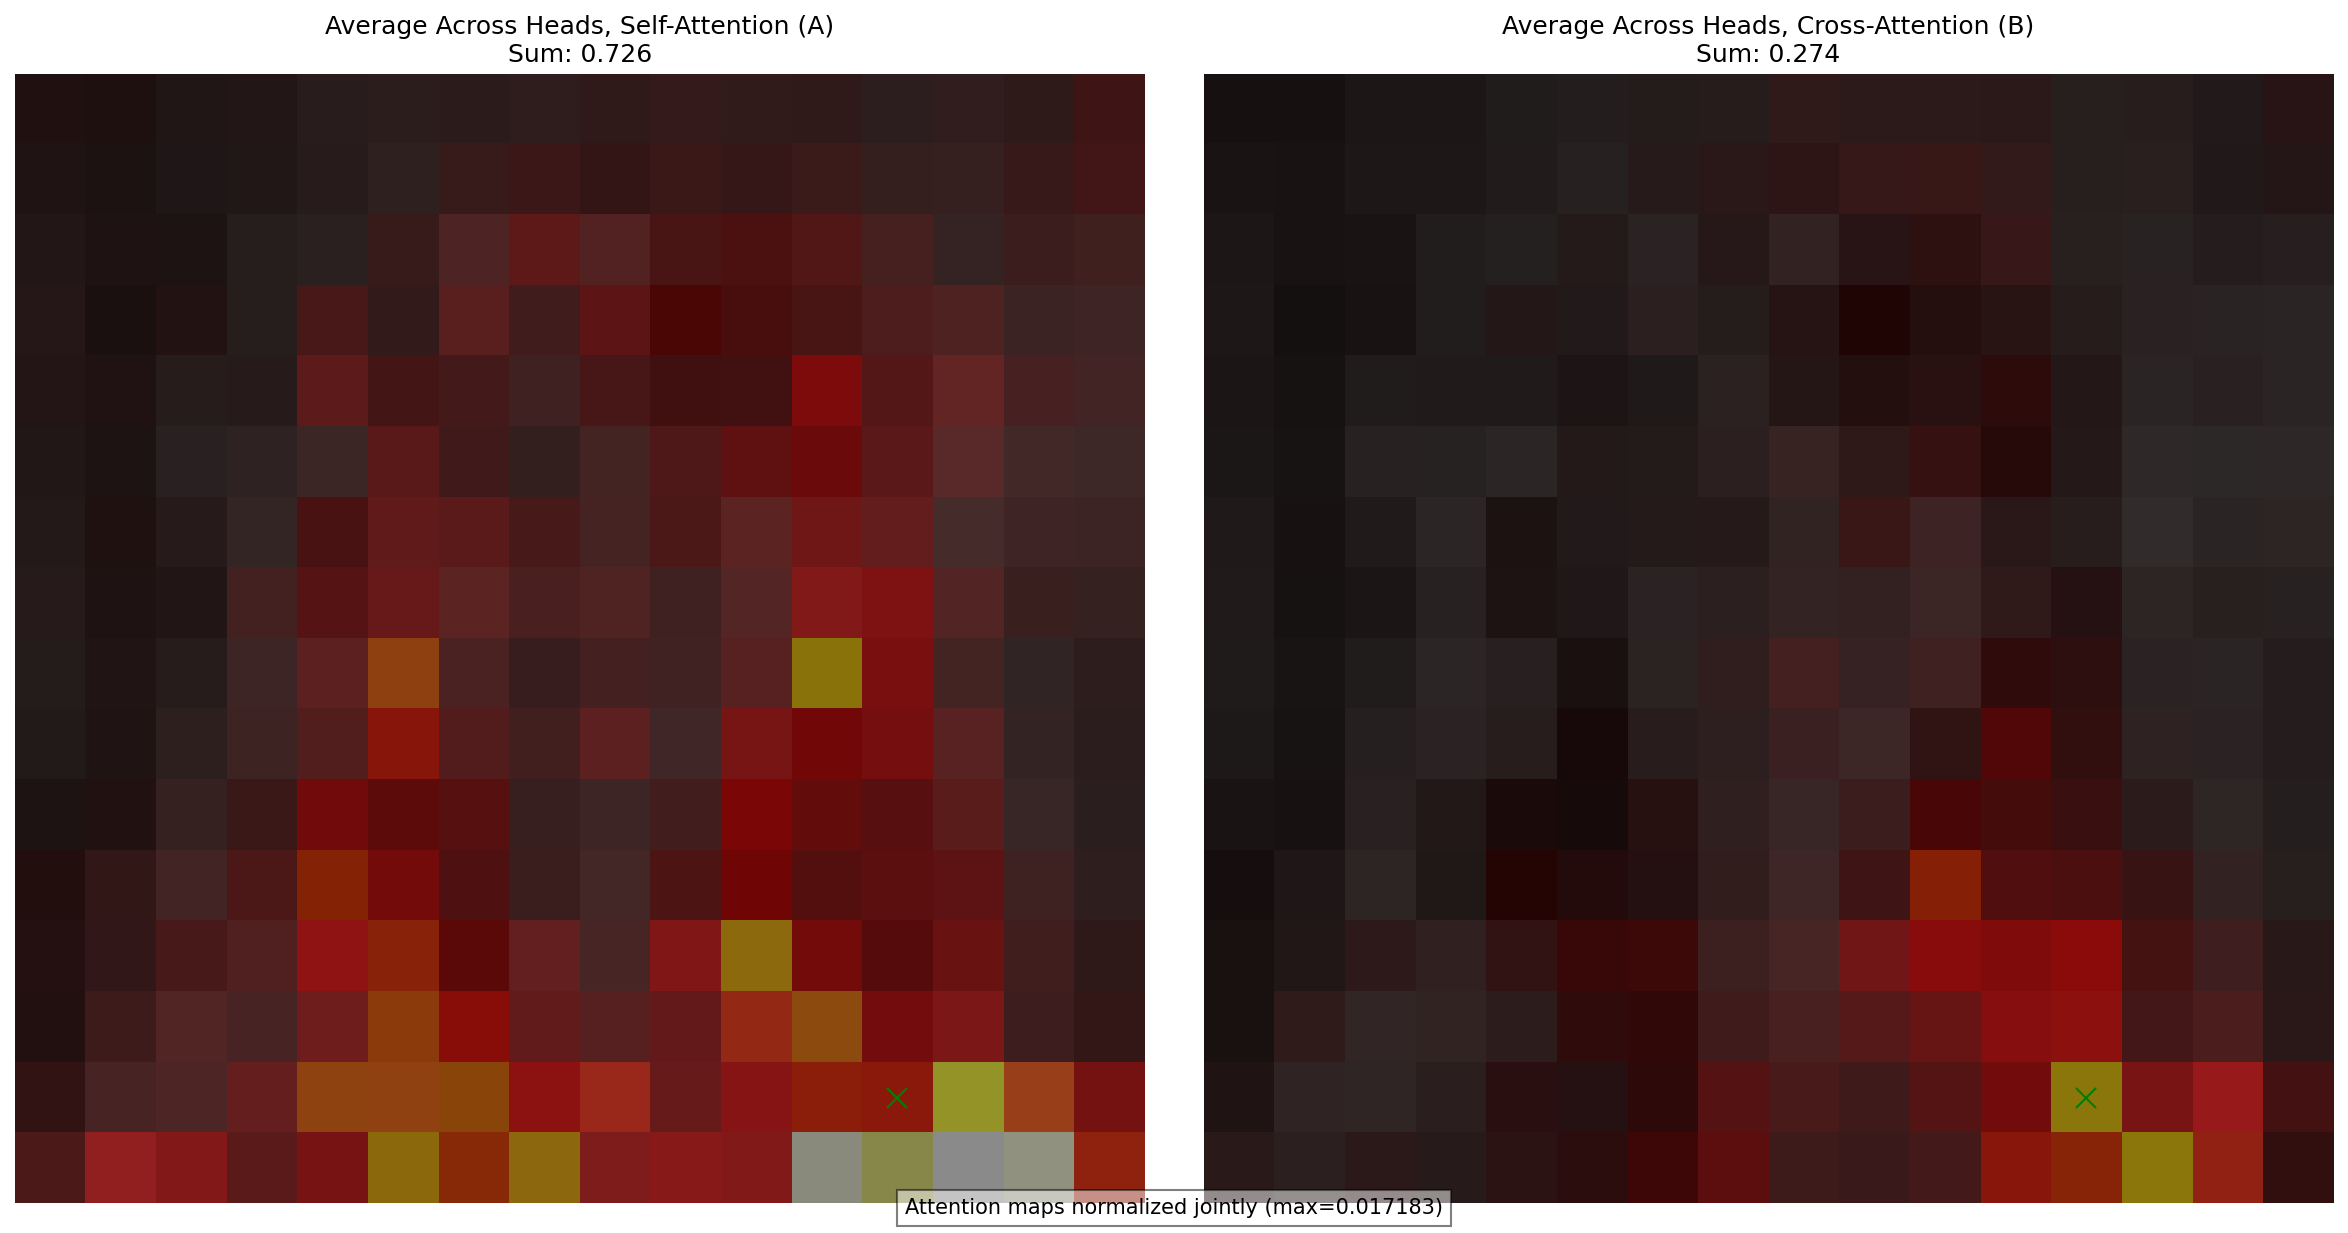 Average Across Heads, Self-Attention (A)
Sum: 0.726
Average Across Heads, Cross-Attention (B)
Sum: 0.274
Attention maps normalized jointly (max=0.017183)